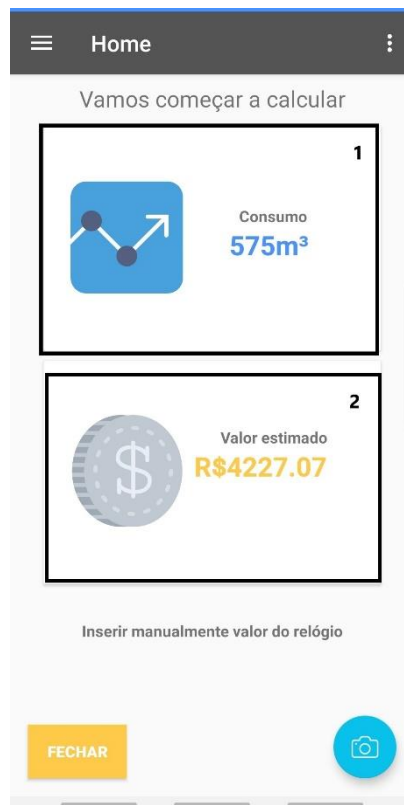 Home
Vamos começar a calcular
1
Consumo
575m³
2
$
Valor estimado
R$4227.07
Inserir manualmente valor do relógio
FECHAR